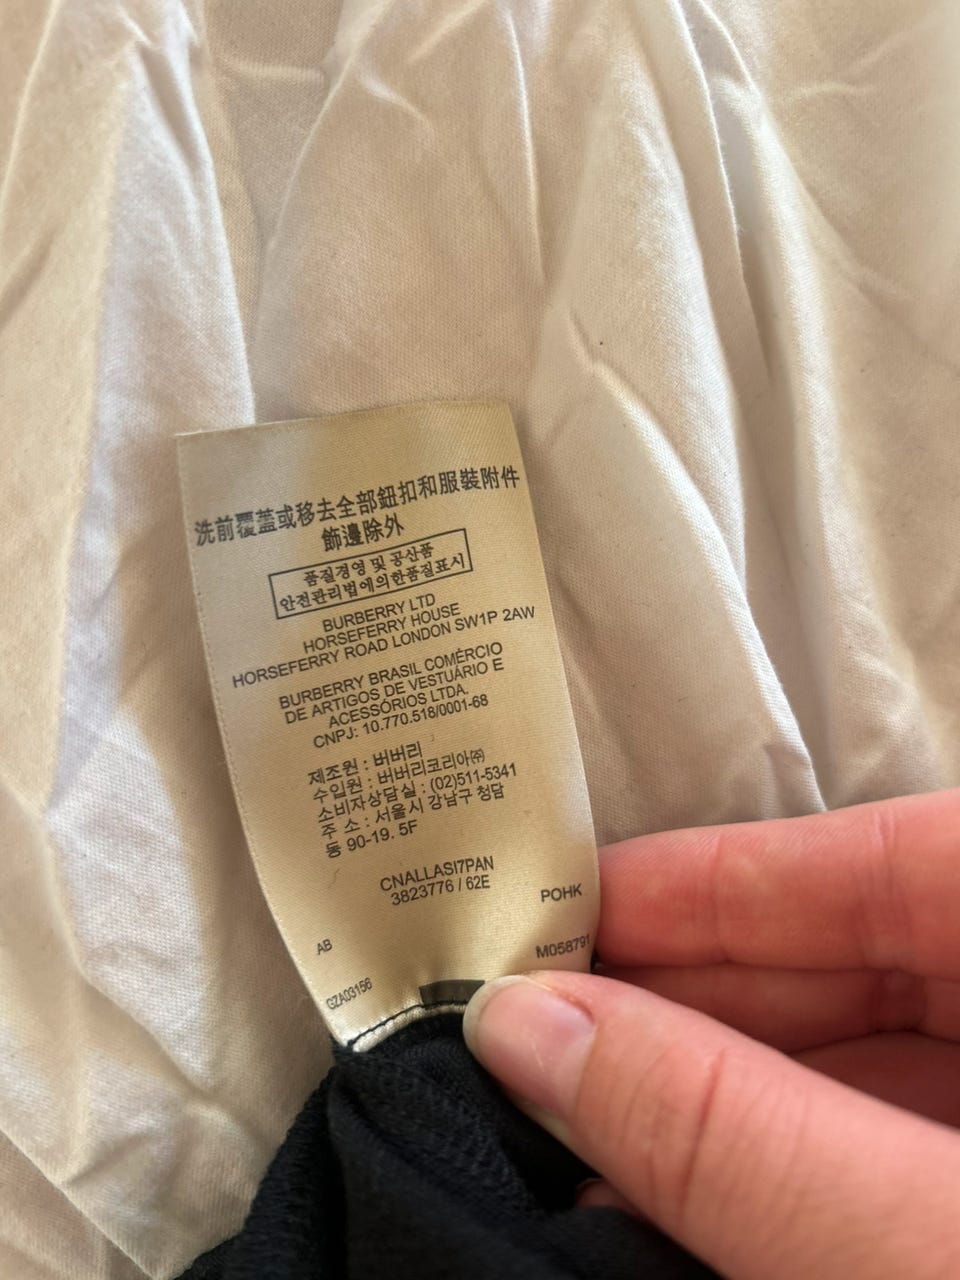 洗前覆蓋或移去全部鈕扣和服裝附件
飾邊除外
품질경영 및 공산품
안전관리법에의한품질표시
BURBERRY LTD
HORSEFERRY HOUSE
HORSEFERRY ROAD LONDON SW1P 2AW
BURBERRY BRASIL COMÉRCIO
DE ARTIGOS DE VESTUÁRIO E
ACESSÓRIOS LTDA.
CNPJ: 10.770.518/0001-68
제조원 : 버버리
수입원 : 버버리코리아㈜
소비자상담실 : (02)511-5341
주 소 : 서울시 강남구 청담
동 90-19. 5F
CNALLASI7PAN
3823776 / 62E
POHK
AB
M058791
GZA03156